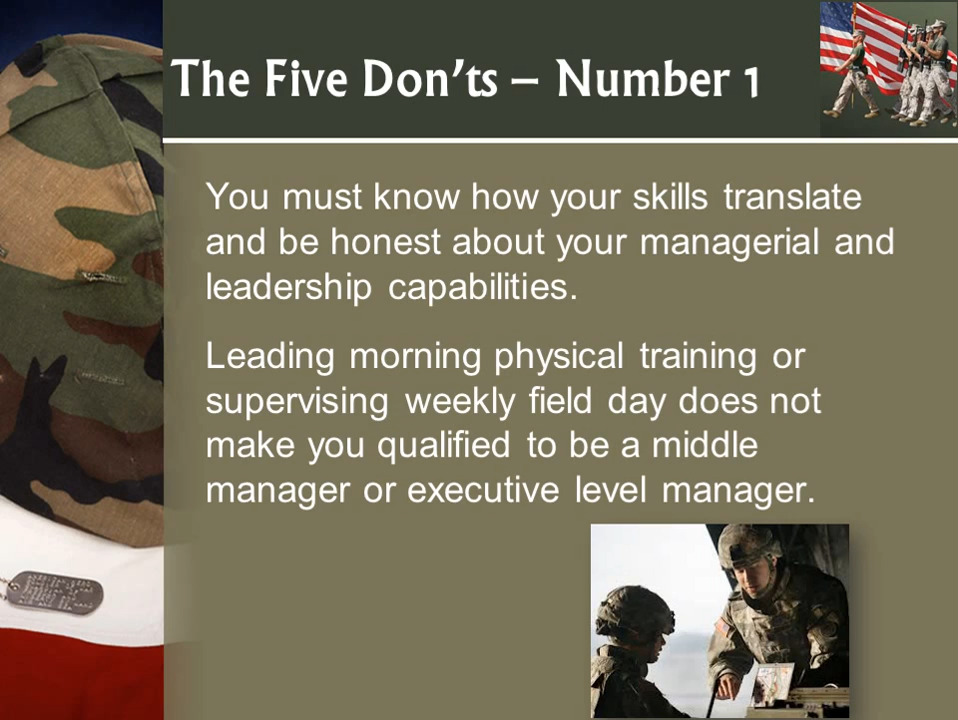 The Five Don’ts – Number 1
You must know how your skills translate
and be honest about your managerial and
leadership capabilities.
Leading morning physical training or
supervising weekly field day does not
make you qualified to be a middle
manager or executive level manager.